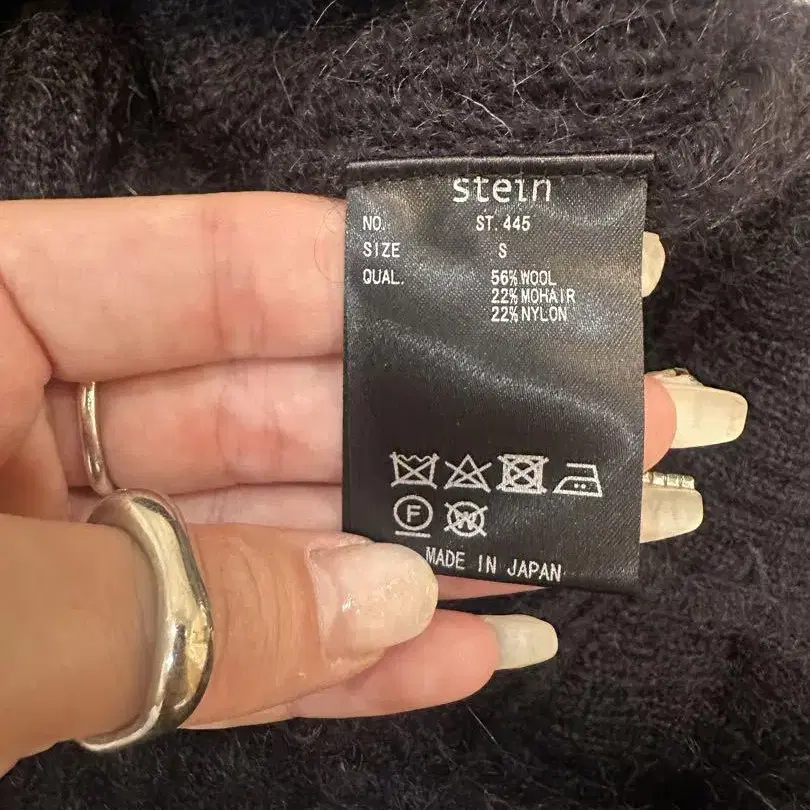 stein
NO. ST. 445
SIZE S
QUAL. 56% WOOL
22% MOHAIR
22% NYLON
F W
MADE IN JAPAN